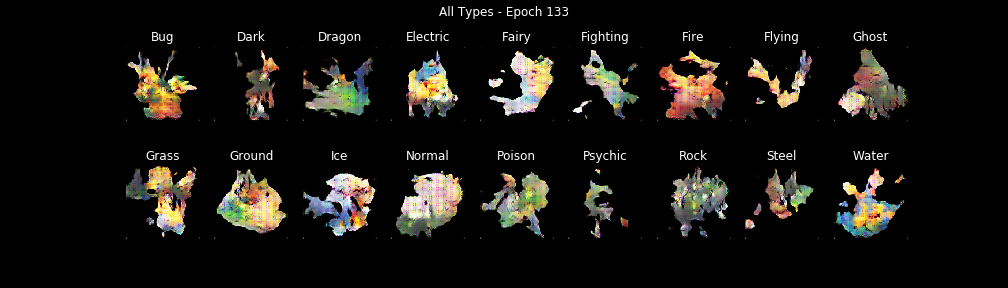 All Types - Epoch 133
Bug Dark Dragon Electric Fairy Fighting Fire Flying Ghost
Grass Ground Ice Normal Poison Psychic Rock Steel Water